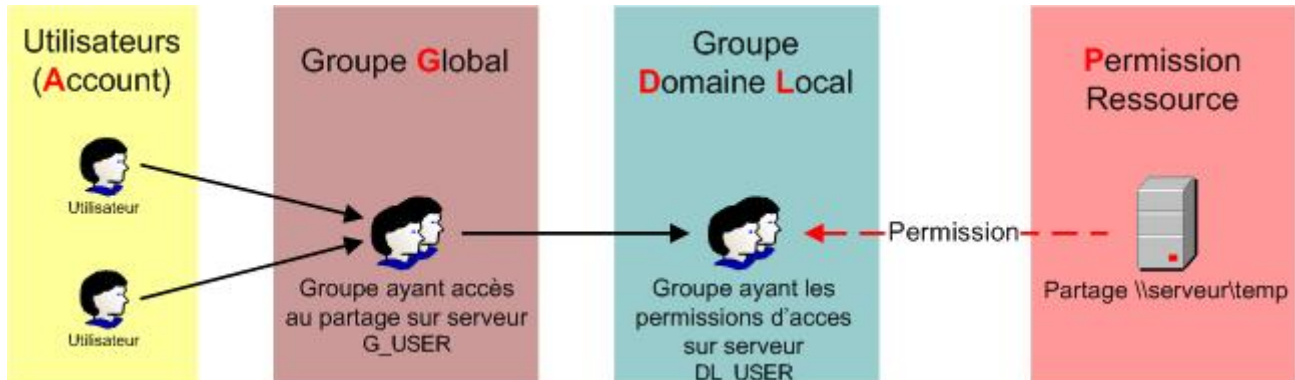 Utilisateurs
(Account)
Utilisateur
Utilisateur
Groupe Global
Groupe ayant accès
au partage sur serveur
G_USER
Groupe
Domaine Local
Groupe ayant les
permissions d'acces
sur serveur
DL_USER
Permission
Permission
Ressource
Partage \\serveur\temp